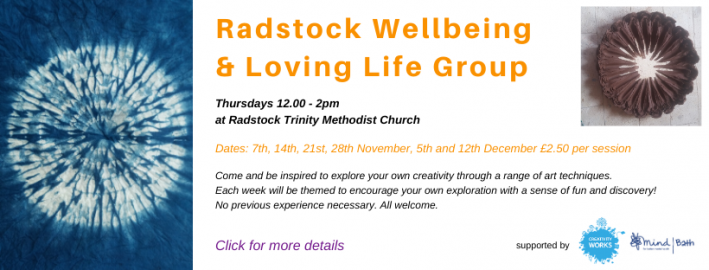 Radstock Wellbeing
& Loving Life Group
Thursdays 12.00 - 2pm
at Radstock Trinity Methodist Church
Dates: 7th, 14th, 21st, 28th November, 5th and 12th December £2.50 per session
Come and be inspired to explore your own creativity through a range of art techniques.
Each week will be themed to encourage your own exploration with a sense of fun and discovery!
No previous experience necessary. All welcome.
Click for more details
supported by
CREATIVITY
WORKS
mind | Bath